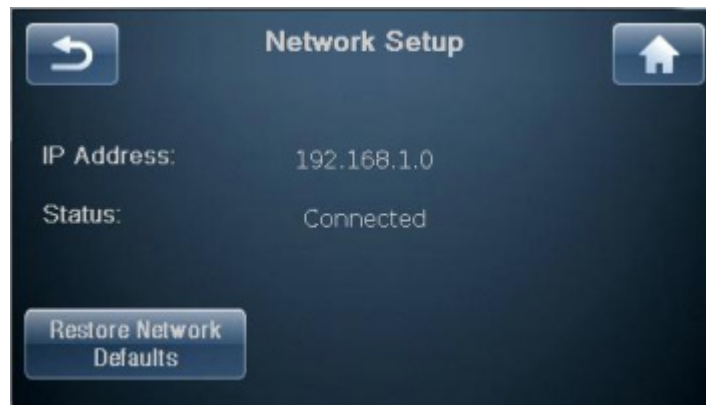 Network Setup
IP Address:
192.168.1.0
Status:
Connected
Restore Network
Defaults